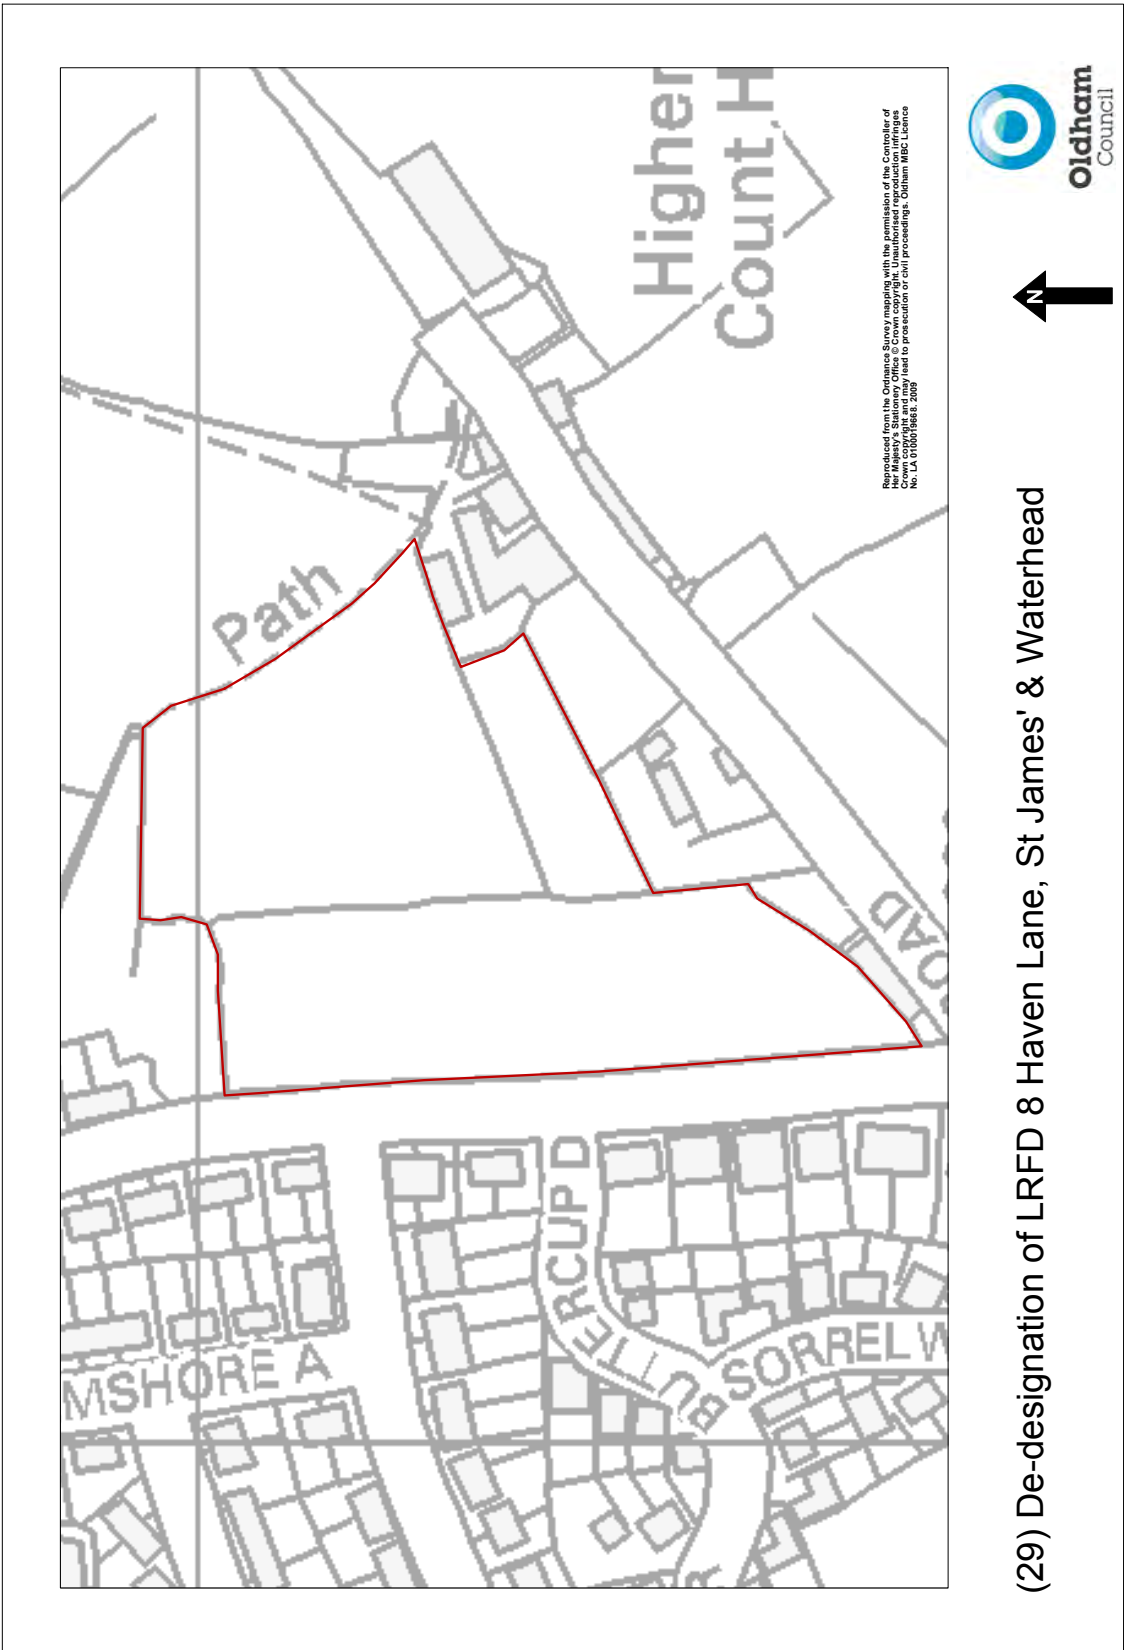 Higher
Count H
Path
ROAD
MSHORE A
BUTTERCUP D
SORREL W
R
Reproduced from the Ordnance Survey mapping with the permission of the Controller of
Her Majesty's Stationery Office © Crown copyright. Unauthorised reproduction infringes
Crown copyright and may lead to prosecution or civil proceedings. Oldham MBC Licence
No. LA 0100019668. 2009
N
Oldham
Council
(29) De-designation of LRFD 8 Haven Lane, St James' & Waterhead